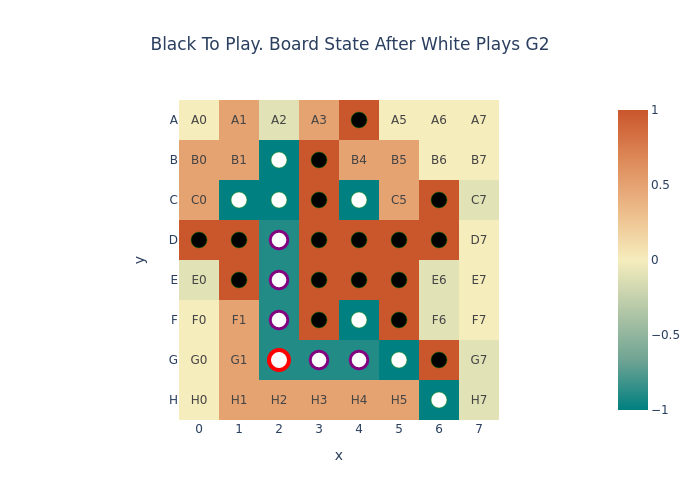 Black To Play. Board State After White Plays G2
A A0 A1 A2 A3 A5 A6 A7
B B0 B1 B4 B5 B6 B7
C C0 C5 C7
D D7
E E0 E6 E7
F F0 F1 F6 F7
G G0 G1 G7
H H0 H1 H2 H3 H4 H5 H7
0 1 2 3 4 5 6 7
x
y
1
0.5
0
−0.5
−1